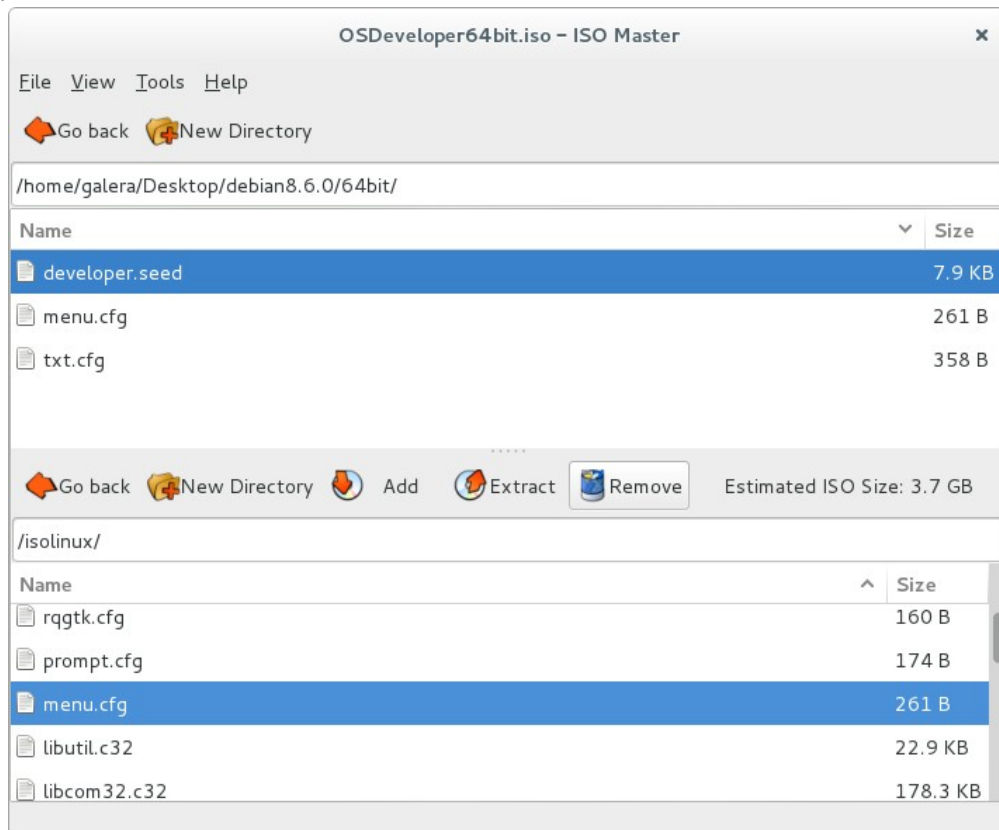 OSDeveloper64bit.iso – ISO Master ×
File View Tools Help
Go back New Directory
/home/galera/Desktop/debian8.6.0/64bit/
Name Size
developer.seed 7.9 KB
menu.cfg 261 B
txt.cfg 358 B
Go back New Directory Add Extract Remove Estimated ISO Size: 3.7 GB
/isolinux/
Name Size
rqgtk.cfg 160 B
prompt.cfg 174 B
menu.cfg 261 B
libutil.c32 22.9 KB
libcom32.c32 178.3 KB